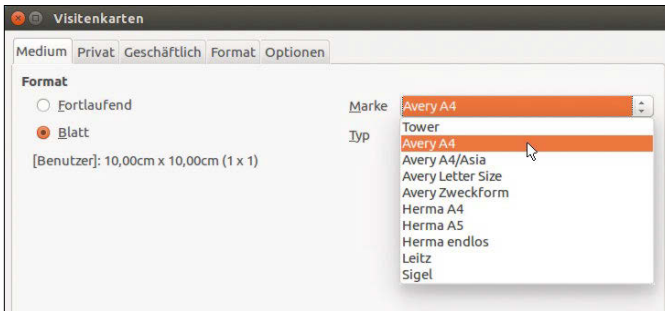 Visitenkarten
Medium Privat Geschäftlich Format Optionen
Format
Fortlaufend
Blatt
[Benutzer]: 10,00cm x 10,00cm (1 x 1)
Marke Avery A4
Typ
Tower
Avery A4
Avery A4/Asia
Avery Letter Size
Avery Zweckform
Herma A4
Herma A5
Herma endlos
Leitz
Sigel